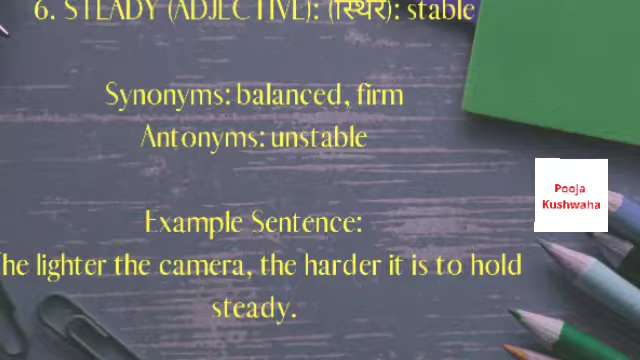 6. STEADY (ADJECTIVE): (स्थिर): stable
Synonyms: balanced, firm
Antonyms: unstable
Pooja
Kushwaha
Example Sentence:
he lighter the camera, the harder it is to hold
steady.